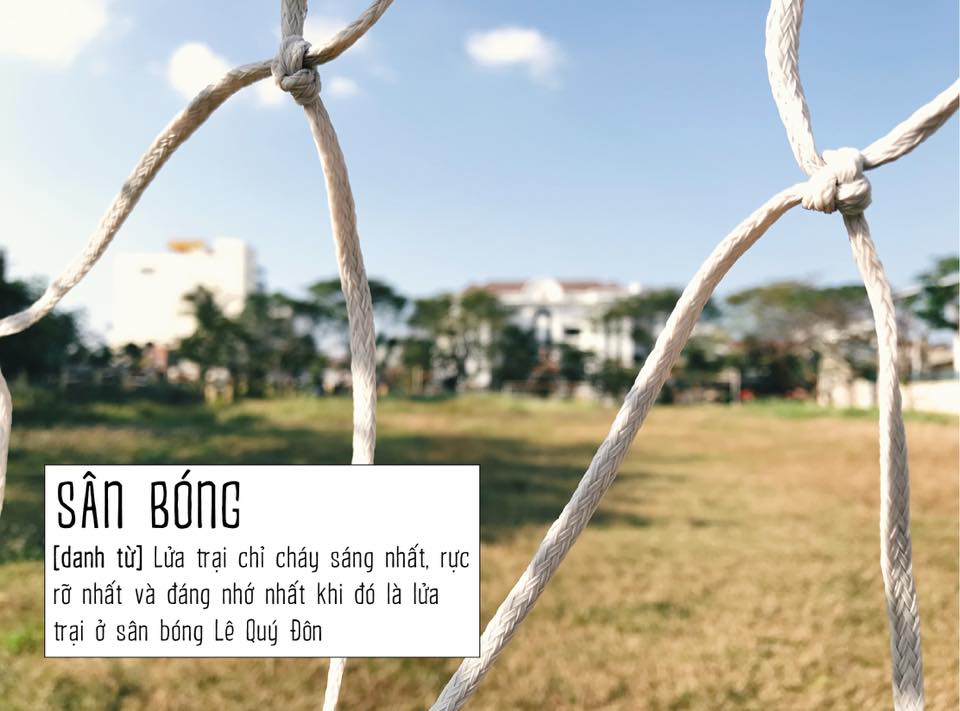 SÂN BÓNG
[danh từ] Lửa trại chỉ cháy sáng nhất, rực
rỡ nhất và đáng nhớ nhất khi đó là lửa
trại ở sân bóng Lê Quý Đôn